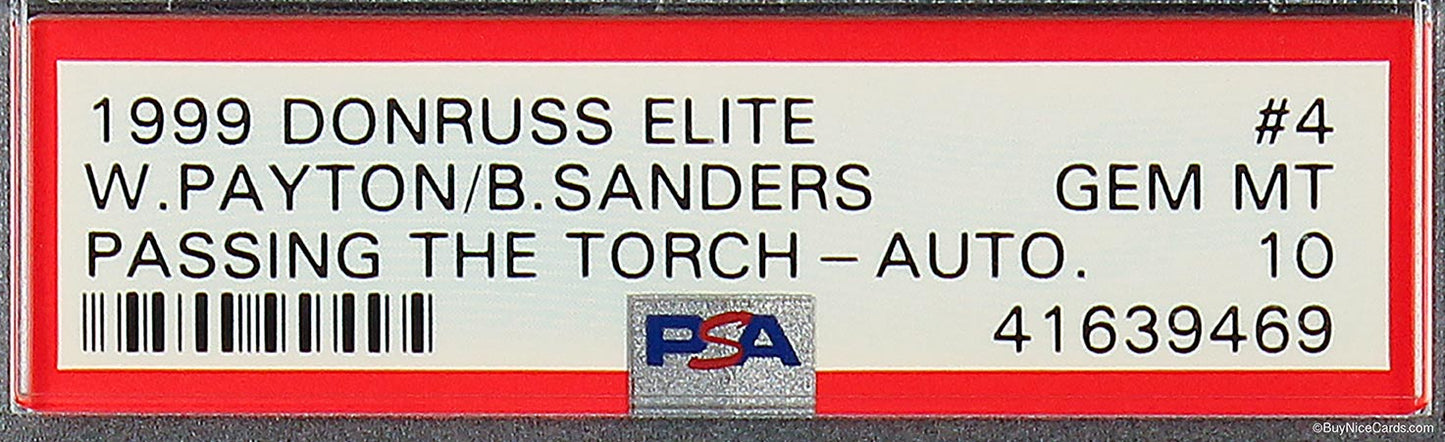 1999 DONRUSS ELITE #4
W.PAYTON/B.SANDERS GEM MT
PASSING THE TORCH – AUTO. 10
PSA 41639469
©BuyNiceCards.com